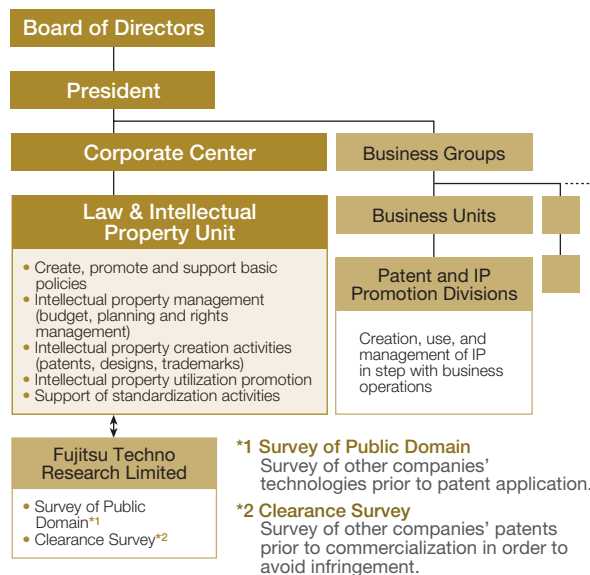 Board of Directors
President
Corporate Center
Business Groups
Law & Intellectual
Property Unit
• Create, promote and support basic
policies
• Intellectual property management
(budget, planning and rights
management)
• Intellectual property creation activities
(patents, designs, trademarks)
• Intellectual property utilization promotion
• Support of standardization activities
Business Units
Patent and IP
Promotion Divisions
Creation, use, and
management of IP
in step with business
operations
Fujitsu Techno
Research Limited
• Survey of Public
Domain*1
• Clearance Survey*2
*1 Survey of Public Domain
Survey of other companies'
technologies prior to patent application.
*2 Clearance Survey
Survey of other companies' patents
prior to commercialization in order to
avoid infringement.